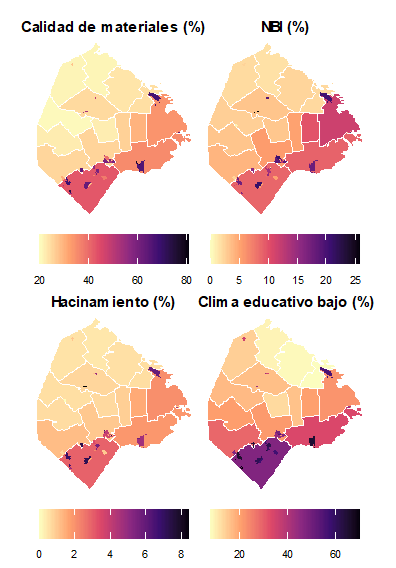 Calidad de materiales (%)
NBI (%)
20 40 60 80
0 5 10 15 20 25
Hacinamiento (%)
Clima educativo bajo (%)
0 2 4 6 8
20 40 60